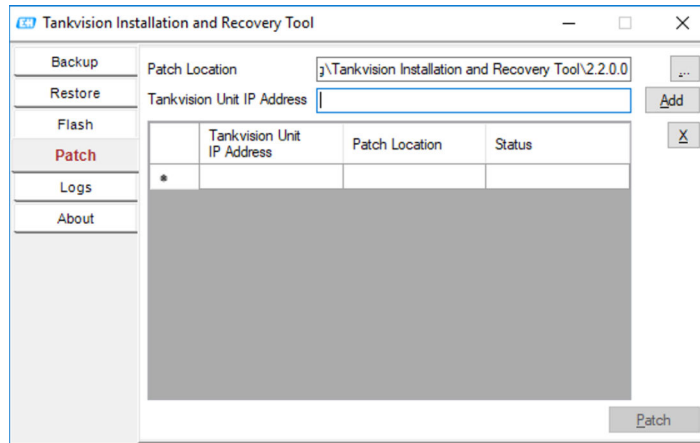 EH Tankvision Installation and Recovery Tool
Backup
Restore
Flash
Patch
Logs
About
Patch Location g\Tankvision Installation and Recovery Tool\2.2.0.0 ...
Tankvision Unit IP Address Add
X
Tankvision Unit
IP Address Patch Location Status
*
Patch